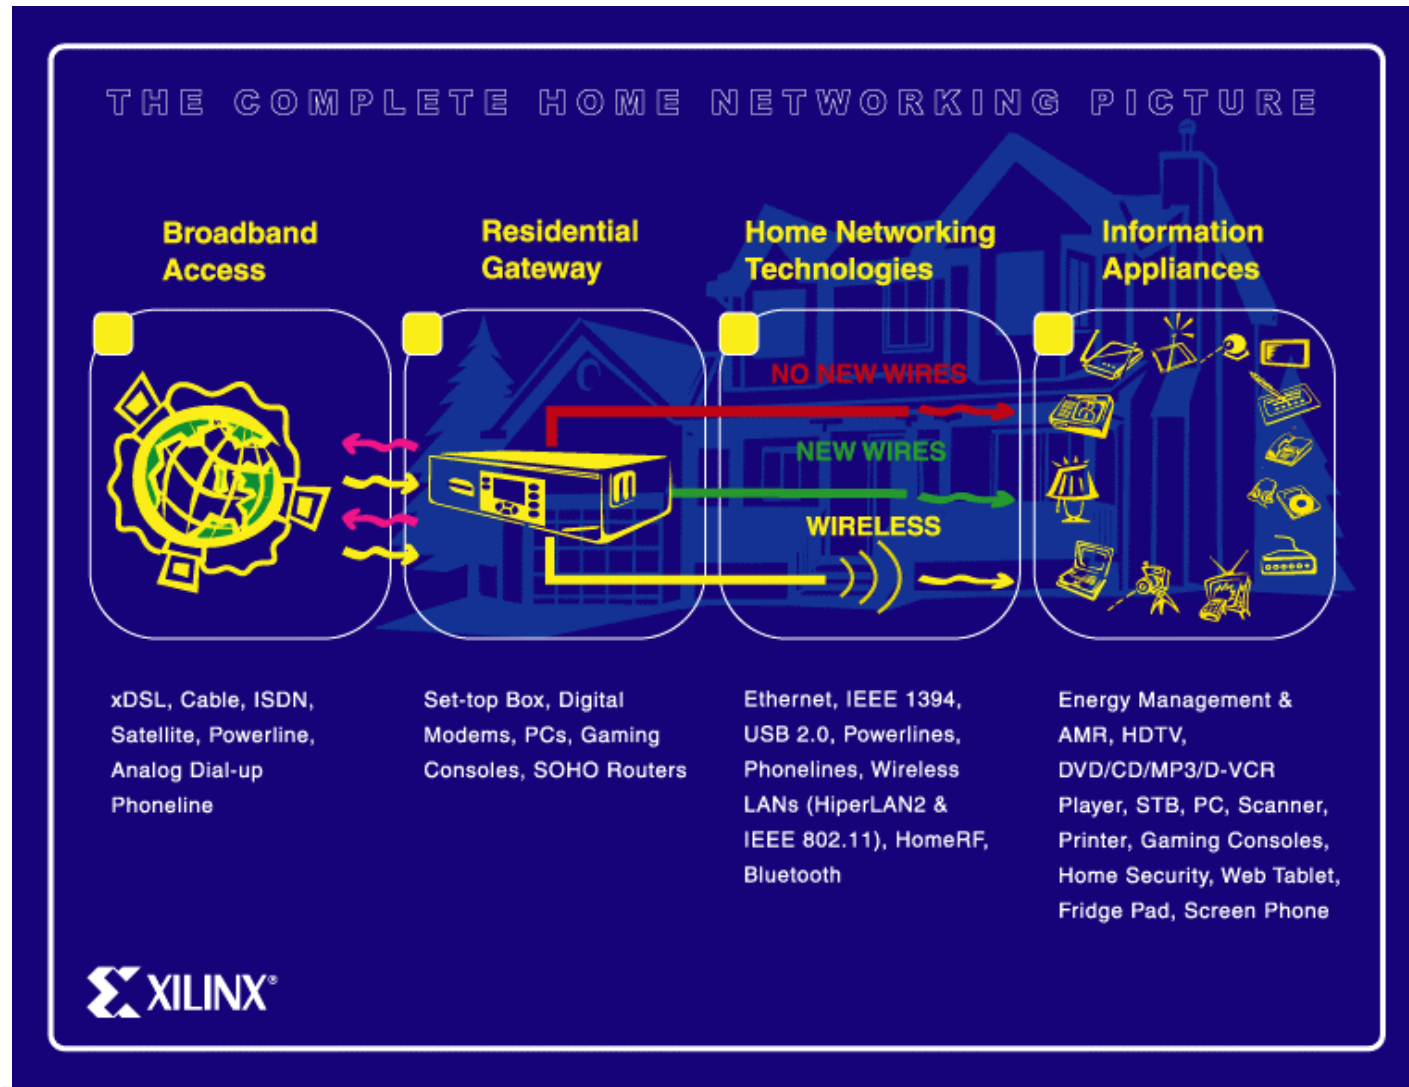 THE COMPLETE HOME NETWORKING PICTURE
Broadband
Access
Residential
Gateway
Home Networking
Technologies
Information
Appliances
NO NEW WIRES
NEW WIRES
WIRELESS
xDSL, Cable, ISDN,
Satellite, Powerline,
Analog Dial-up
Phoneline
Set-top Box, Digital
Modems, PCs, Gaming
Consoles, SOHO Routers
Ethernet, IEEE 1394,
USB 2.0, Powerlines,
Phonelines, Wireless
LANs (HiperLAN2 &
IEEE 802.11), HomeRF,
Bluetooth
Energy Management &
AMR, HDTV,
DVD/CD/MP3/D-VCR
Player, STB, PC, Scanner,
Printer, Gaming Consoles,
Home Security, Web Tablet,
Fridge Pad, Screen Phone
XILINX®